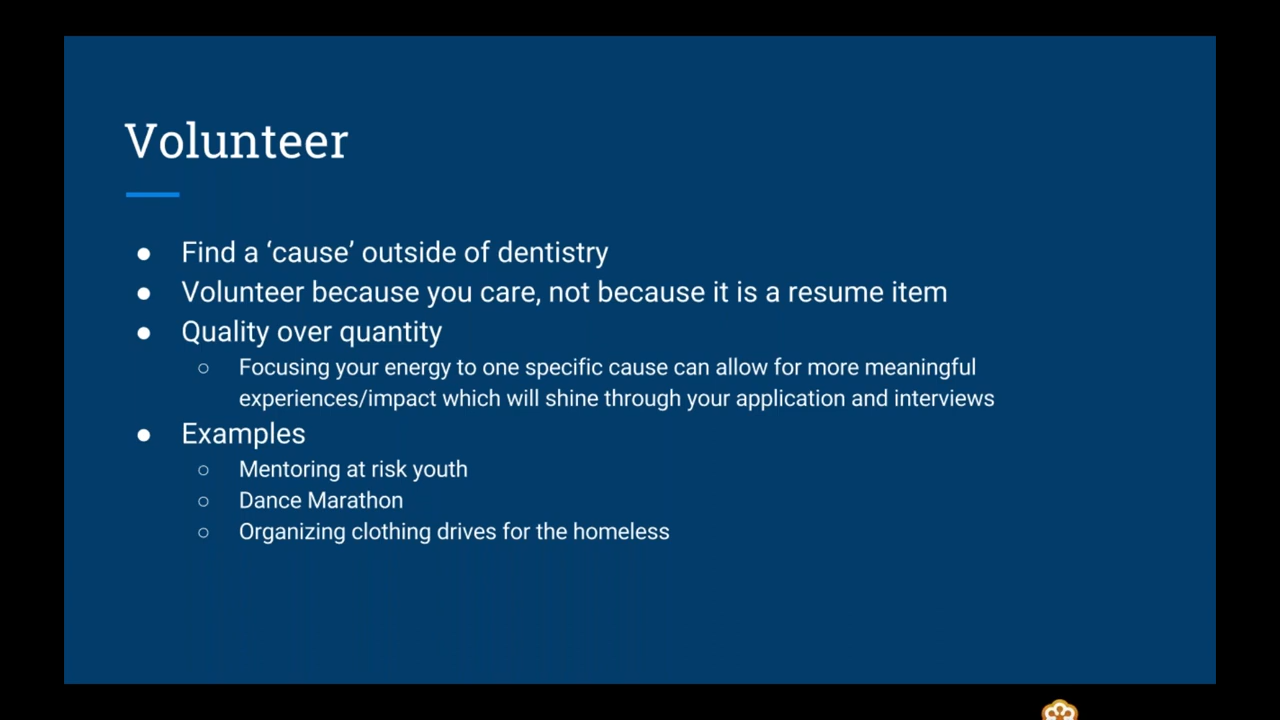 Volunteer
● Find a ‘cause’ outside of dentistry
● Volunteer because you care, not because it is a resume item
● Quality over quantity
○ Focusing your energy to one specific cause can allow for more meaningful
experiences/impact which will shine through your application and interviews
● Examples
○ Mentoring at risk youth
○ Dance Marathon
○ Organizing clothing drives for the homeless